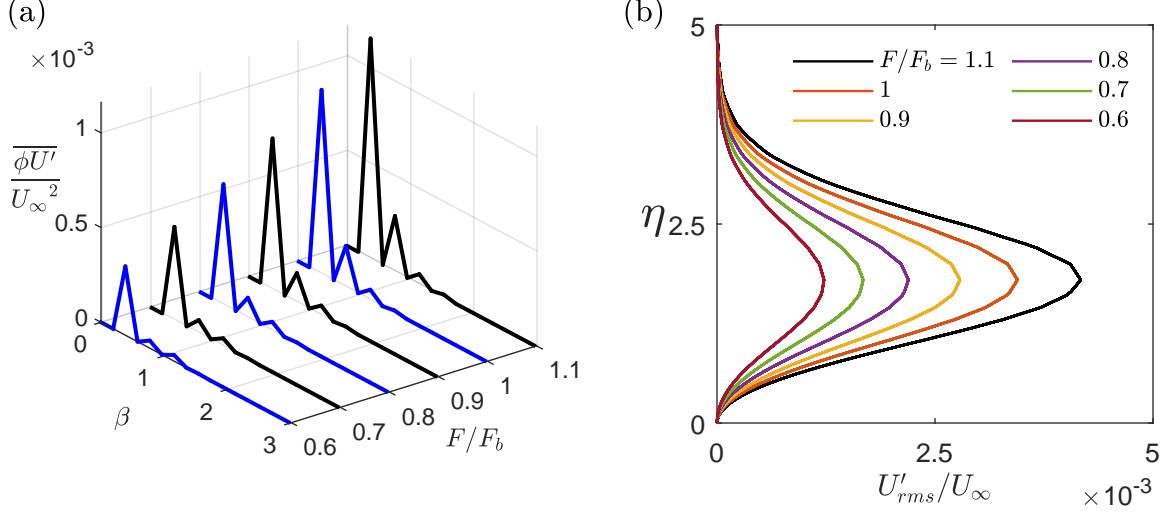 (a)
×10⁻³
1
0.5
0
\overline{ϕU′}
U∞²
0
1
2
3
β
0.6
0.7
0.8
0.9
1
1.1
F/F_b
(b)
5
2.5
0
η
F/F_b = 1.1
1
0.9
0.8
0.7
0.6
0
2.5
5
U′_{rms}/U_∞
×10⁻³